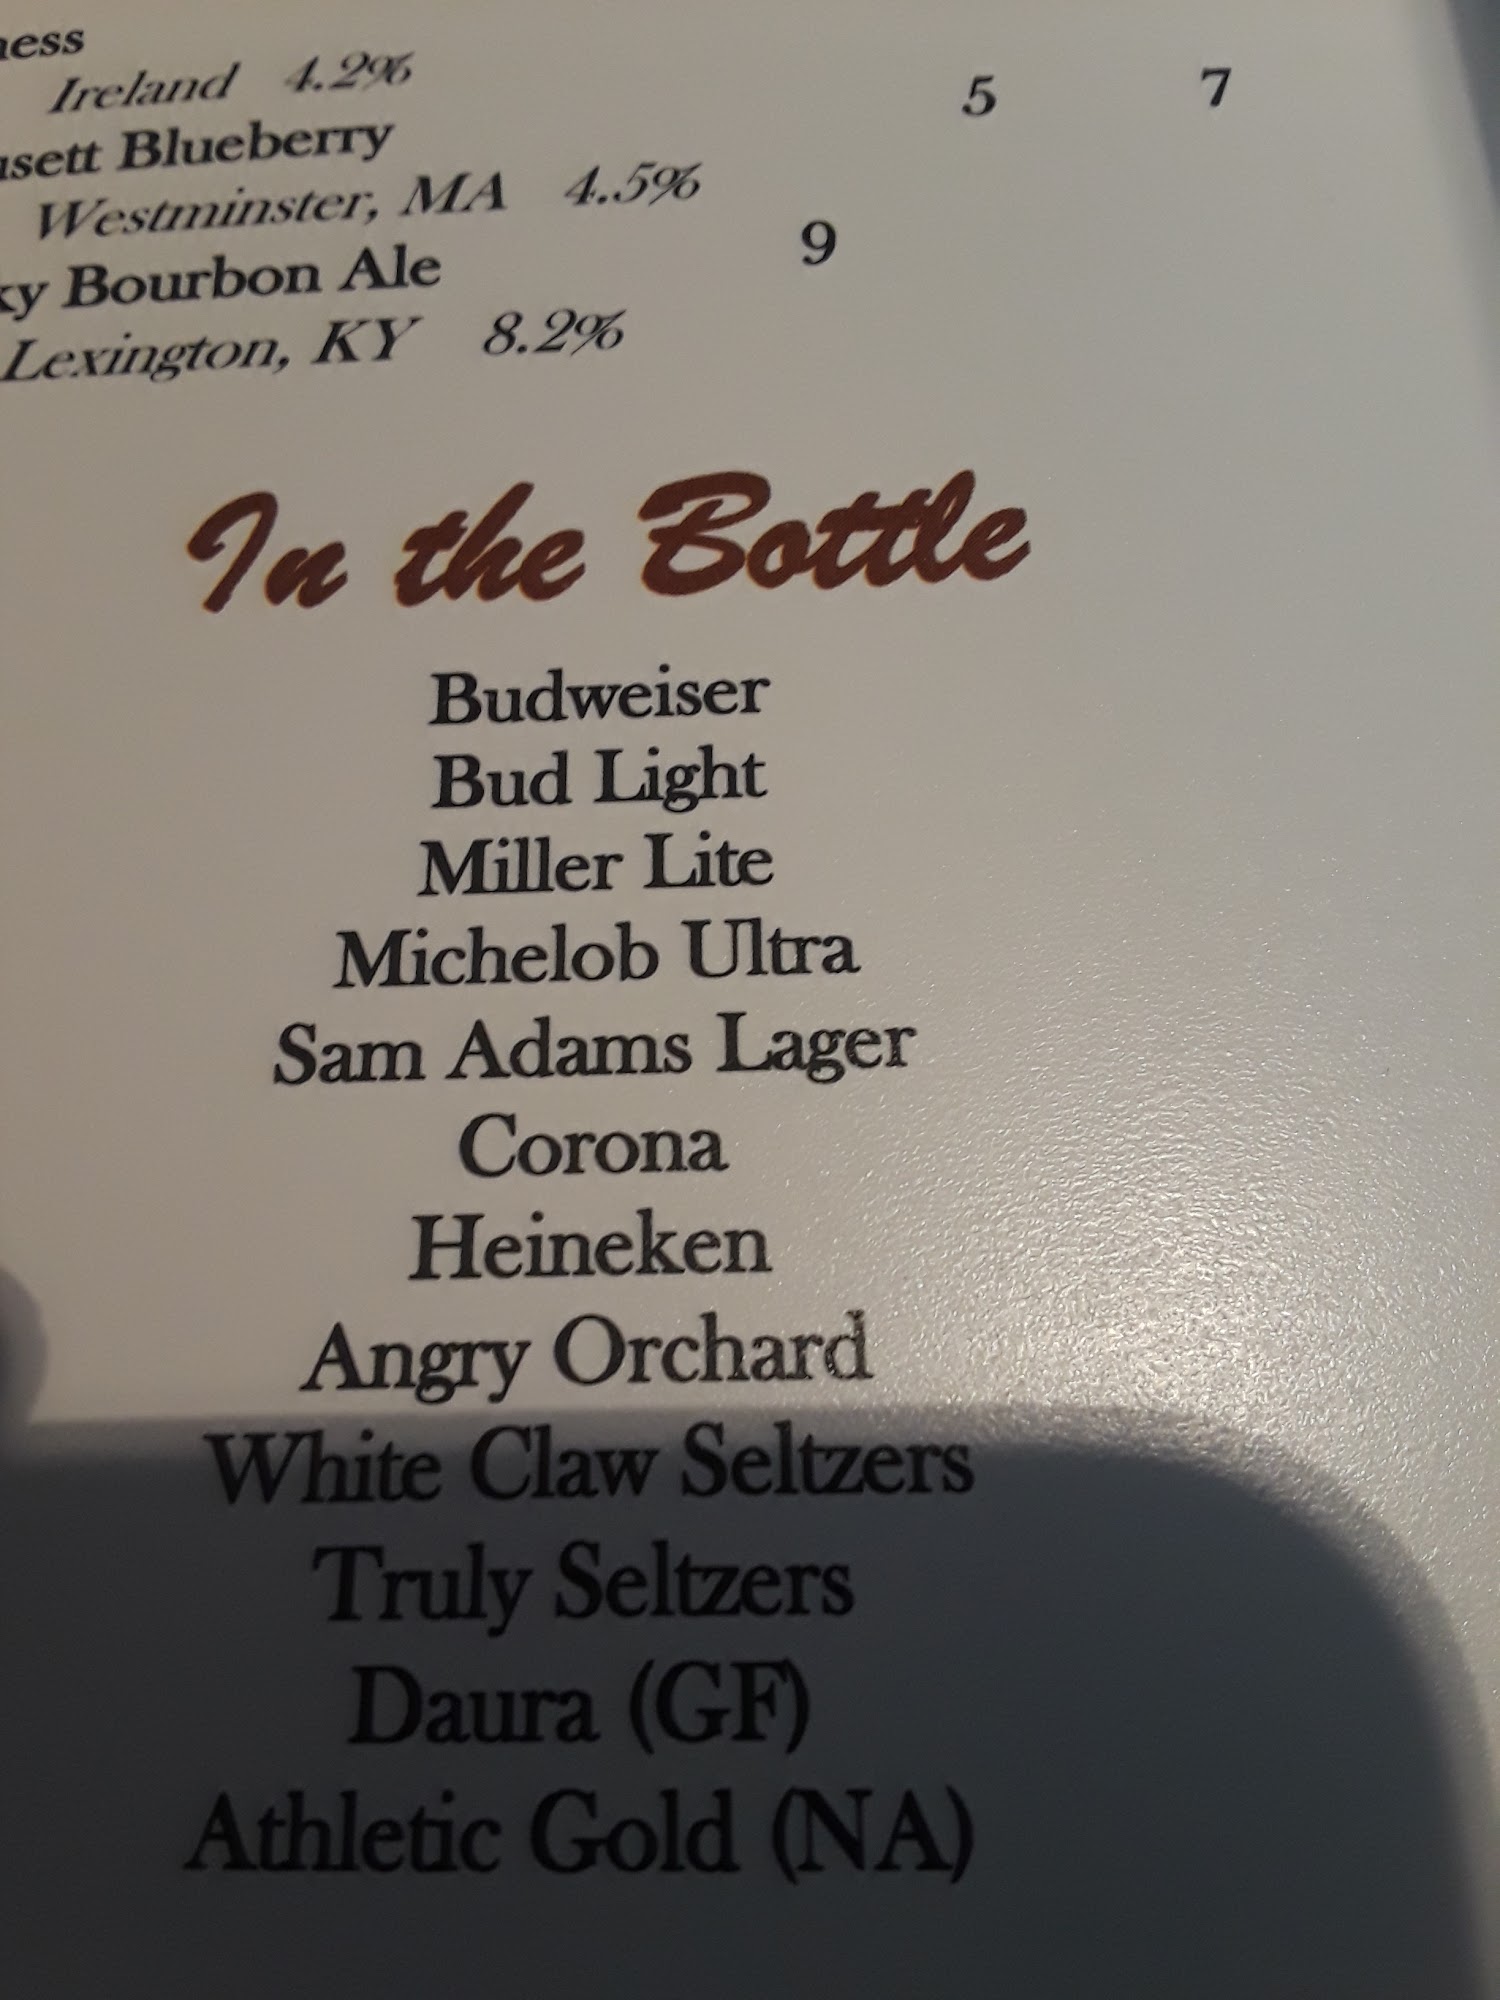 ness
Ireland 4.2%
5 7
usett Blueberry
Westminster, MA 4.5%
9
ky Bourbon Ale
Lexington, KY 8.2%
In the Bottle
Budweiser
Bud Light
Miller Lite
Michelob Ultra
Sam Adams Lager
Corona
Heineken
Angry Orchard
White Claw Seltzers
Truly Seltzers
Daura (GF)
Athletic Gold (NA)